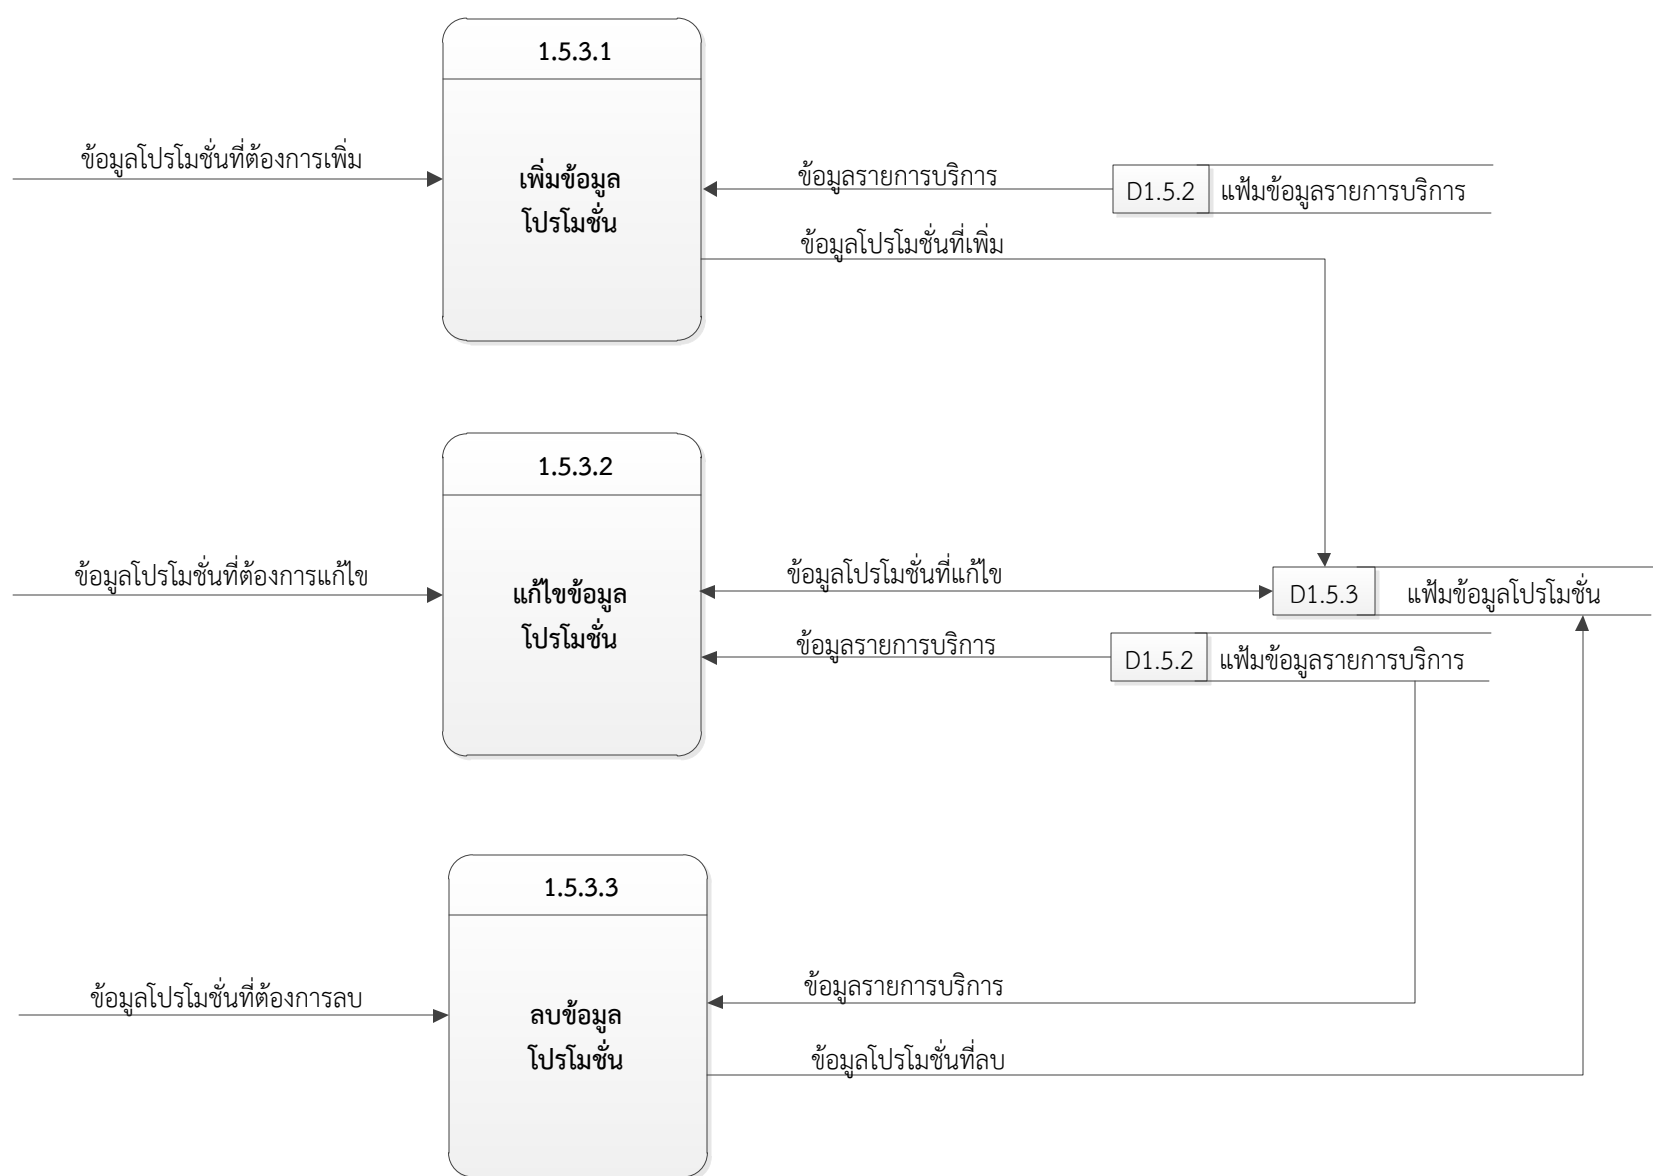 1.5.3.1
ข้อมูลโปรโมชั่นที่ต้องการเพิ่ม
เพิ่มข้อมูล
โปรโมชั่น
ข้อมูลรายการบริการ
D1.5.2 แฟ้มข้อมูลรายการบริการ
ข้อมูลโปรโมชั่นที่เพิ่ม
1.5.3.2
ข้อมูลโปรโมชั่นที่ต้องการแก้ไข
แก้ไขข้อมูล
โปรโมชั่น
ข้อมูลโปรโมชั่นที่แก้ไข
D1.5.3 แฟ้มข้อมูลโปรโมชั่น
ข้อมูลรายการบริการ
D1.5.2 แฟ้มข้อมูลรายการบริการ
1.5.3.3
ข้อมูลโปรโมชั่นที่ต้องการลบ
ลบข้อมูล
โปรโมชั่น
ข้อมูลรายการบริการ
ข้อมูลโปรโมชั่นที่ลบ